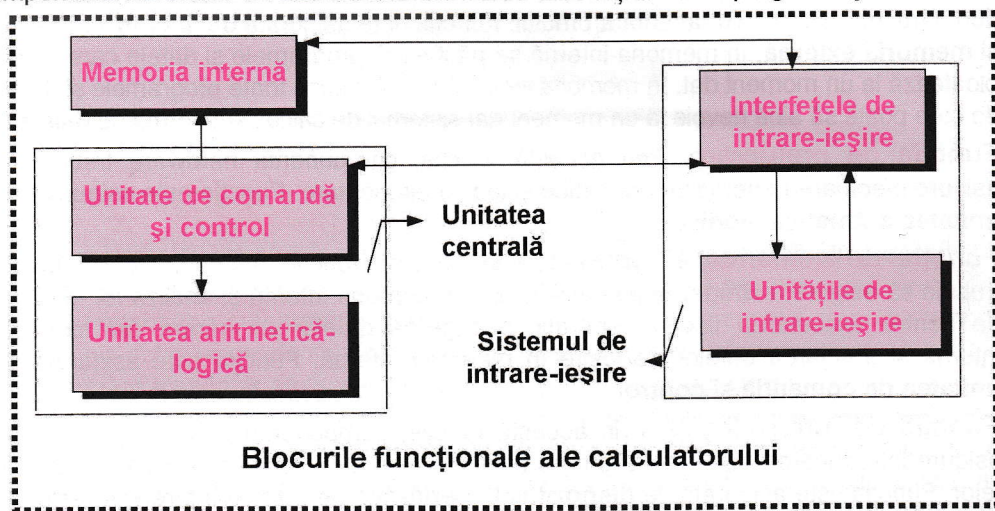 Memoria internă
Interfeţele de
intrare-ieşire
Unitate de comandă
şi control
Unitatea
centrală
Unitatea aritmetică-
logică
Unităţile de
intrare-ieşire
Sistemul de
intrare-ieşire
Blocurile funcţionale ale calculatorului